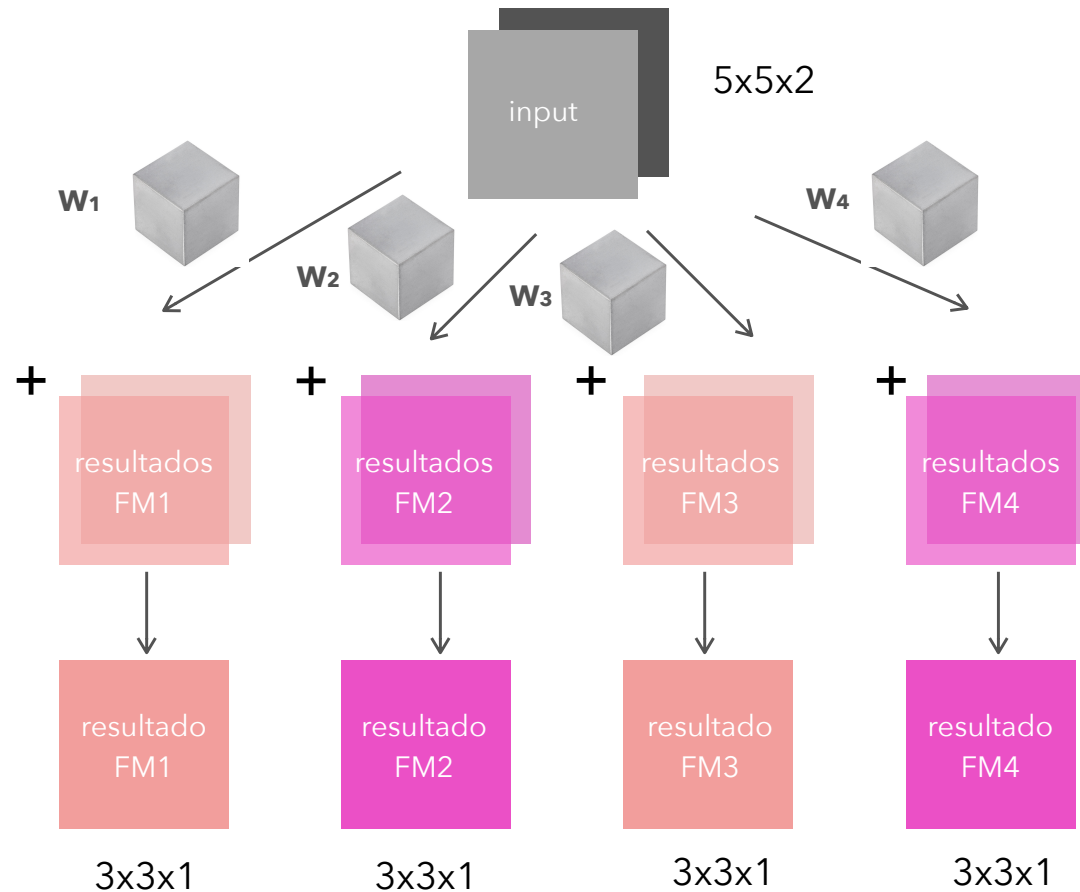 5x5x2
input
W1
W4
W2
W3
+ + + +
resultados resultados resultados resultados
FM1 FM2 FM3 FM4
resultado resultado resultado resultado
FM1 FM2 FM3 FM4
3x3x1 3x3x1 3x3x1 3x3x1